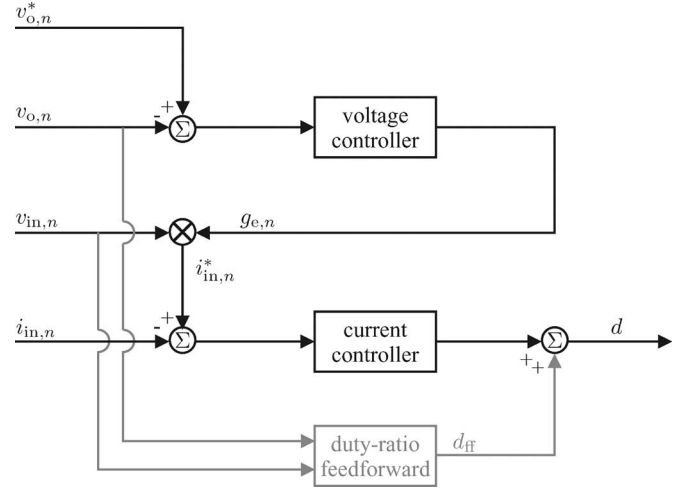 v*o,n
vo,n
- +
Σ
voltage
controller
vin,n
ge,n
i*in,n
iin,n
- +
Σ
current
controller
Σ
d
+ +
duty-ratio
feedforward
dff